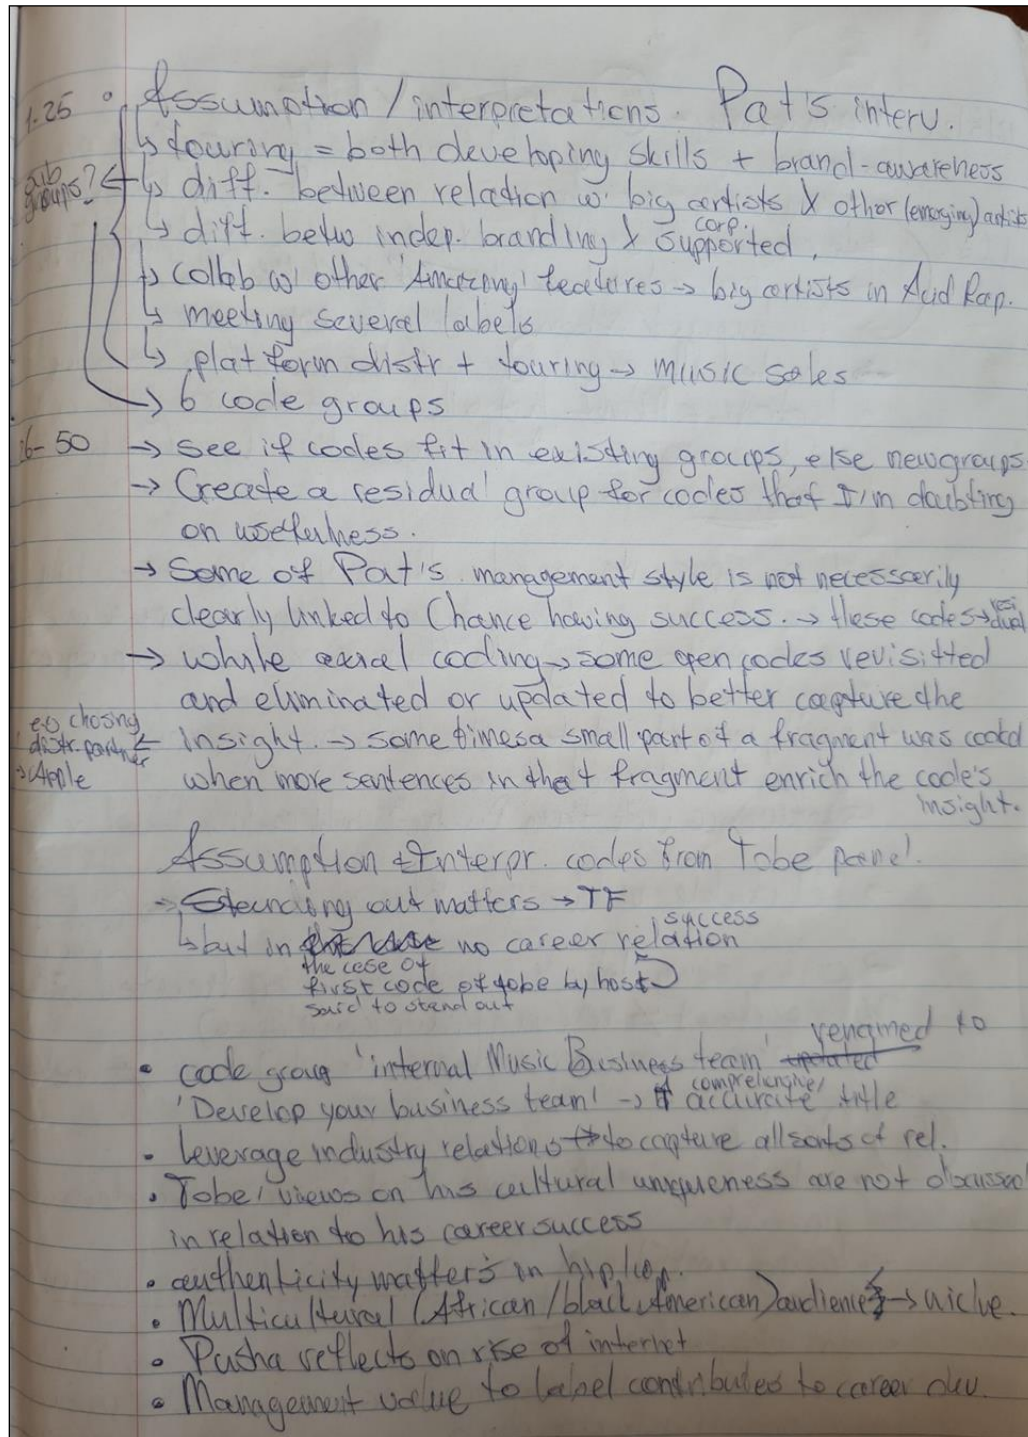 1-25 • Assumption / interpretations. Pat's interv.
↳ touring = both developing skills + brand-awareness
sub groups? ↳ diff. between relation w. big artists & other (emerging) artists
↳ diff. betw indep. branding & corp. supported.
↳ collab w/ other 'Amazing' features → big artists in Acid Rap.
↳ meeting several labels
↳ platform distr + touring → music sales
→ 6 code groups
-50 → see if codes fit in existing groups, else new groups
→ Create a 'residual' group for codes that I'm doubting
on usefulness.
→ Some of Pat's management style is not necessarily
clearly linked to Chance having success. → these codes → residual
→ while axial coding → some open codes revisitted
and eliminated or updated to better capture the
insight. → sometimes a small part of a fragment was coded
eg chosing
distr. partner
→ Apple
when more sentences in that fragment enrich the code's
insight.
Assumption & Interpr. codes from Tobe panel.
→ Standing out matters → TF
↳ but in the case of no career success relation
first code of tobe by host
said to stand out
• code group 'internal Music Business team' updated renamed to
'Develop your business team' → comprehensive/ accurate title
• leverage industry relations → to capture all sorts of rel.
• Tobe' views on his cultural uniqueness are not discussed
in relation to his career success
• authenticity matters in hiphop.
• Multicultural (African/black American) audience → niche.
• Pusha reflects on rise of internet
• Management value to label contributes to career dev.